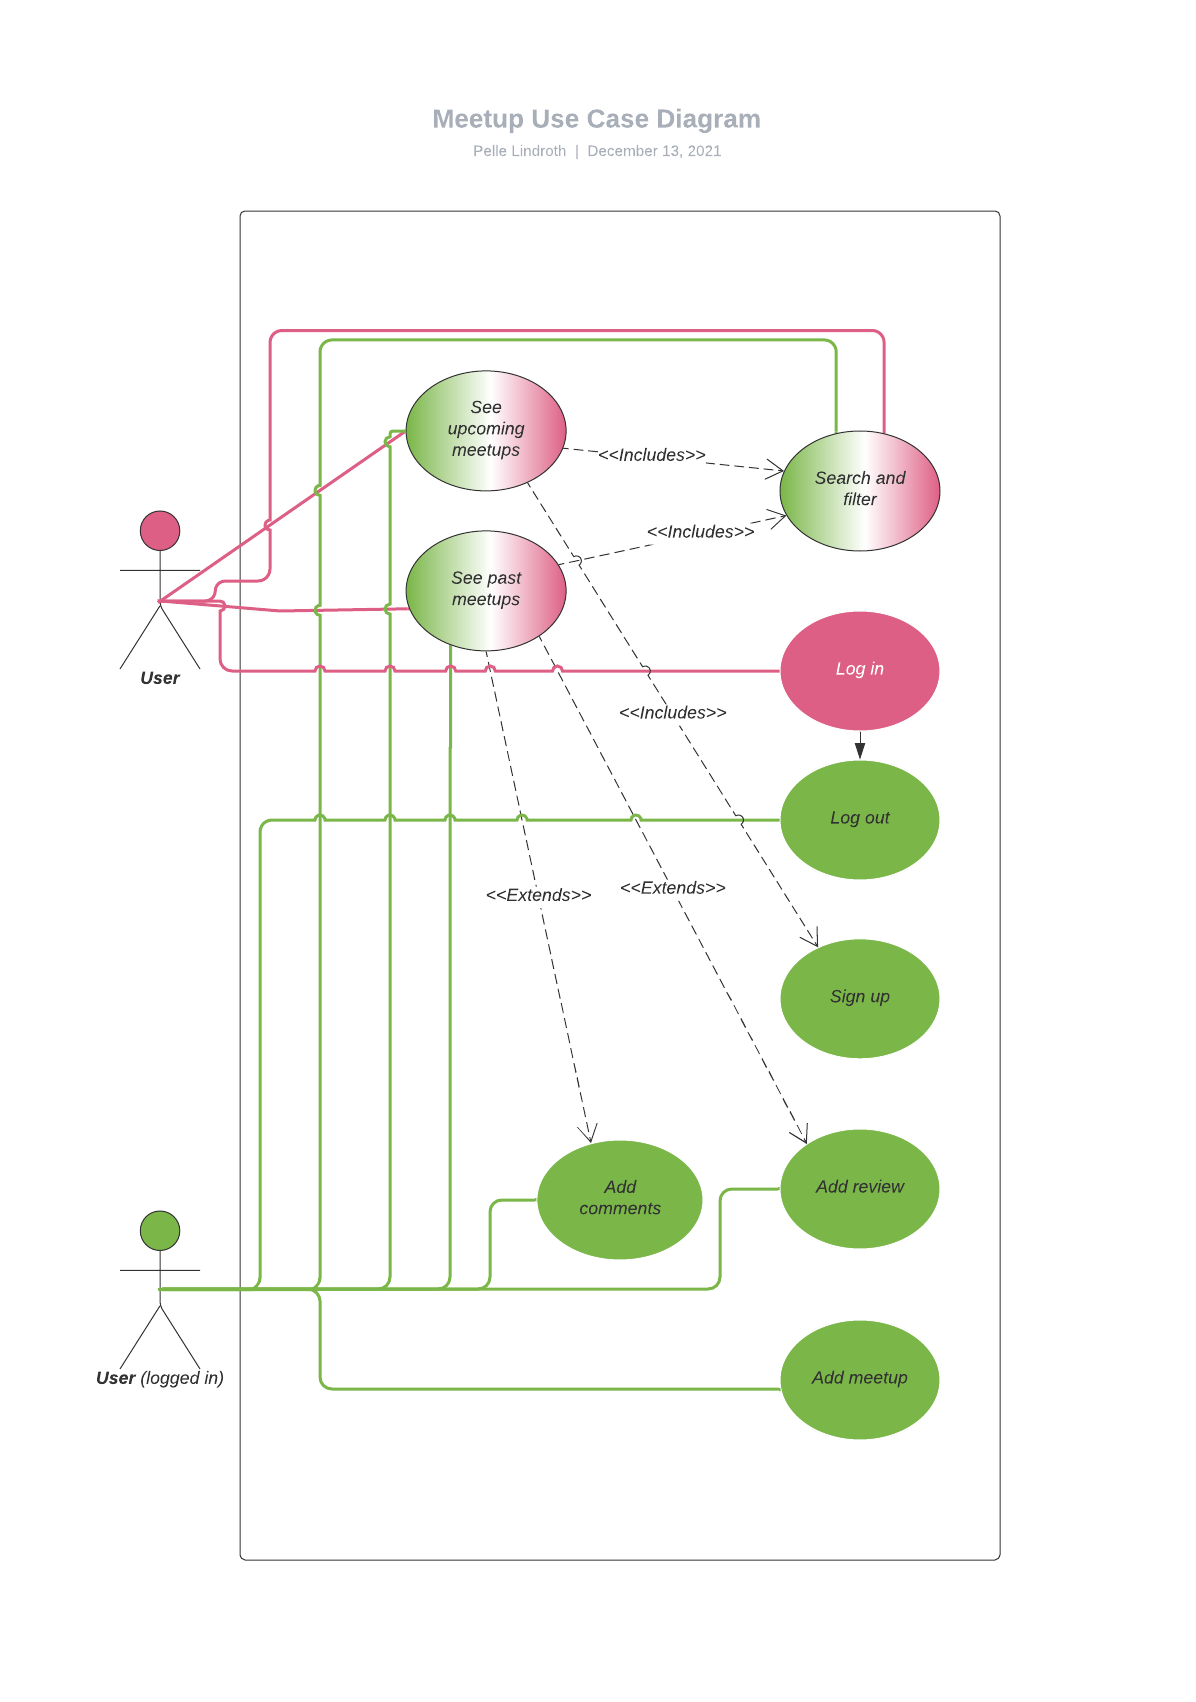 Meetup Use Case Diagram
Pelle Lindroth | December 13, 2021
See
upcoming
meetups
<<Includes>>
Search and
filter
<<Includes>>
See past
meetups
User
Log in
<<Includes>>
Log out
<<Extends>>
<<Extends>>
Sign up
Add
comments
Add review
User (logged in)
Add meetup